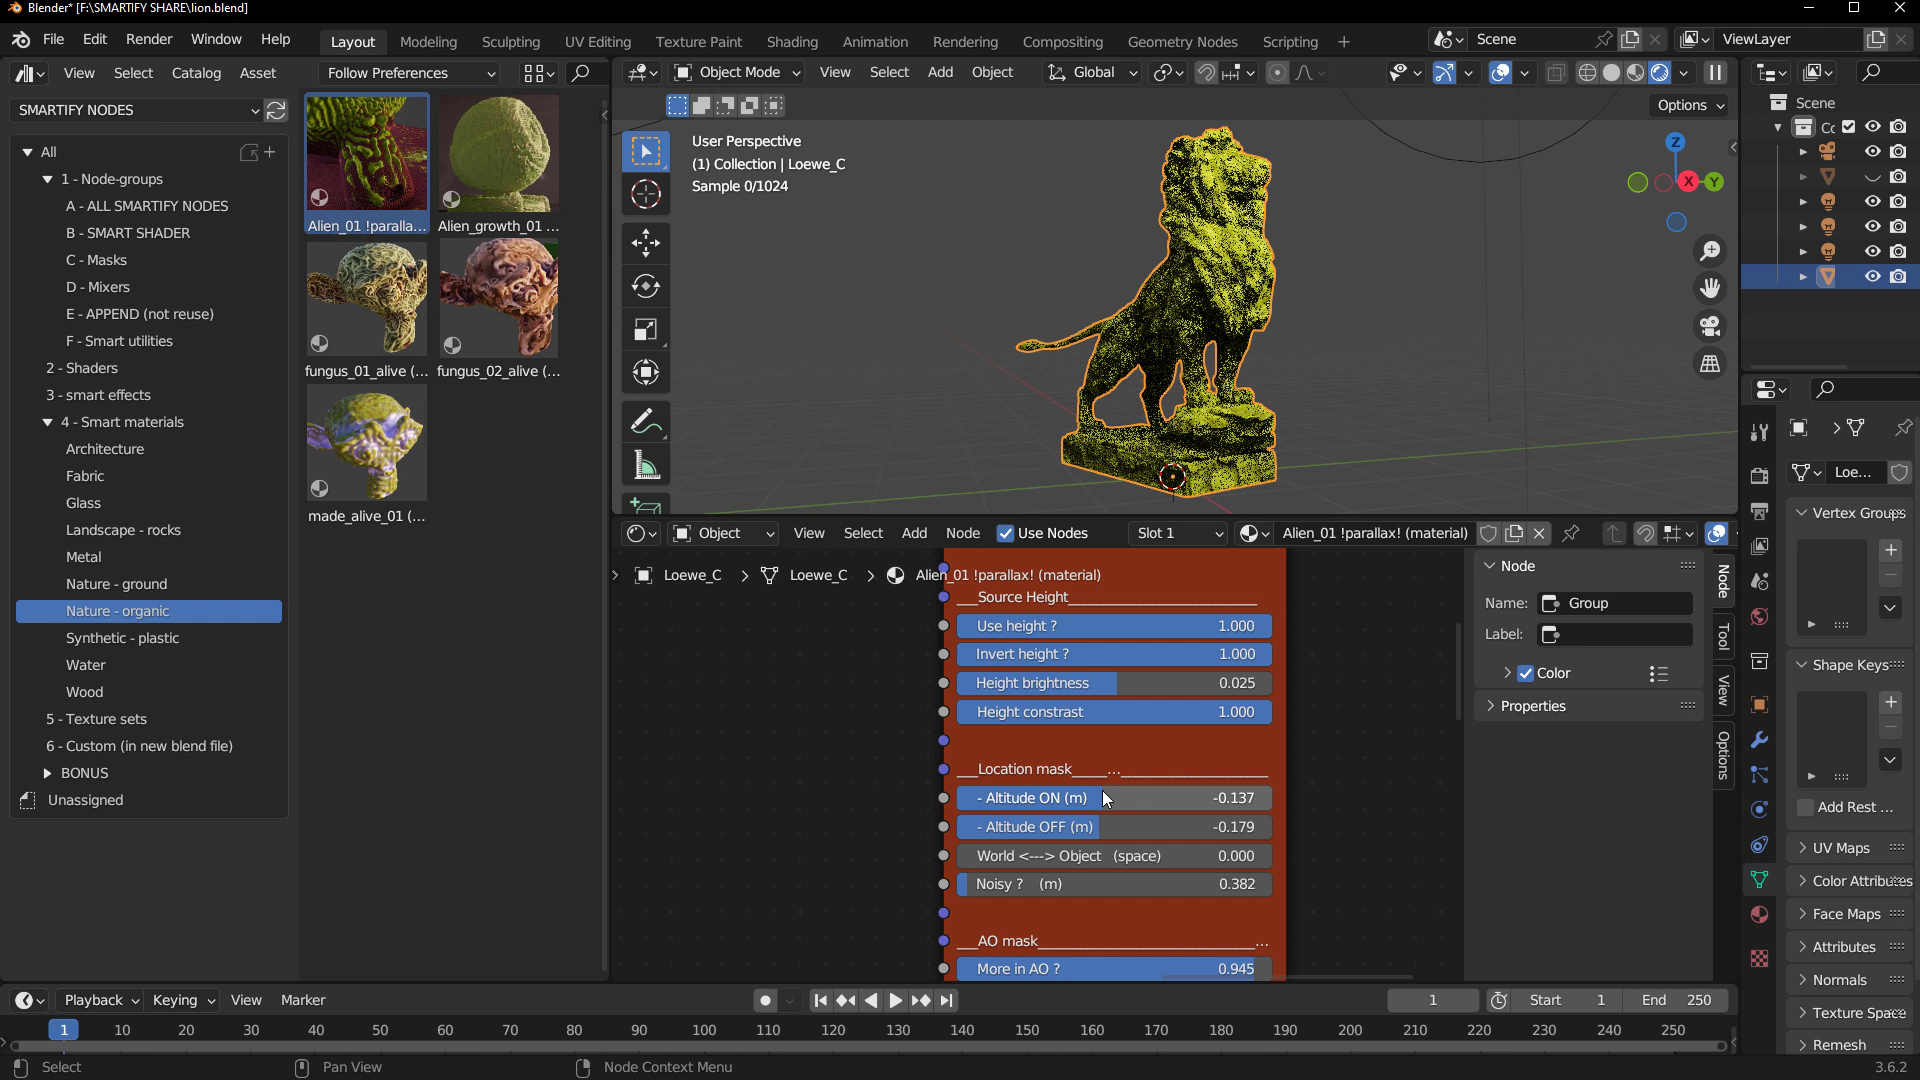 Blender* [F:\SMARTIFY SHARE\lion.blend]
File Edit Render Window Help Layout Modeling Sculpting UV Editing Texture Paint Shading Animation Rendering Compositing Geometry Nodes Scripting + Scene ViewLayer
View Select Catalog Asset Follow Preferences
Object Mode View Select Add Object Global
SMARTIFY NODES
Options
All
1 - Node-groups
A - ALL SMARTIFY NODES
B - SMART SHADER
C - Masks
D - Mixers
E - APPEND (not reuse)
F - Smart utilities
2 - Shaders
3 - smart effects
4 - Smart materials
Architecture
Fabric
Glass
Landscape - rocks
Metal
Nature - ground
Nature - organic
Synthetic - plastic
Water
Wood
5 - Texture sets
6 - Custom (in new blend file)
BONUS
Unassigned
Alien_01 !paralla...
Alien_growth_01 ...
fungus_01_alive (...
fungus_02_alive (...
made_alive_01 (...
User Perspective
(1) Collection | Loewe_C
Sample 0/1024
Z
X
Y
Object View Select Add Node Use Nodes Slot 1 Alien_01 !parallax! (material)
Loewe_C > Loewe_C > Alien_01 !parallax! (material)
__Source Height__
Use height ? 1.000
Invert height ? 1.000
Height brightness 0.025
Height constrast 1.000
__Location mask____...__
- Altitude ON (m) -0.137
- Altitude OFF (m) -0.179
World <---> Object (space) 0.000
Noisy ? (m) 0.382
__AO mask__...
More in AO ? 0.945
Node
Name: Group
Label:
Color
Properties
Node
Tool
View
Options
Scene
Cc
Loe...
Vertex Groups
Shape Keys
Add Rest ...
UV Maps
Color Attributes
Face Maps
Attributes
Normals
Texture Space
Remesh
Playback Keying View Marker 1 Start 1 End 250
1 10 20 30 40 50 60 70 80 90 100 110 120 130 140 150 160 170 180 190 200 210 220 230 240 250
Select Pan View Node Context Menu 3.6.2